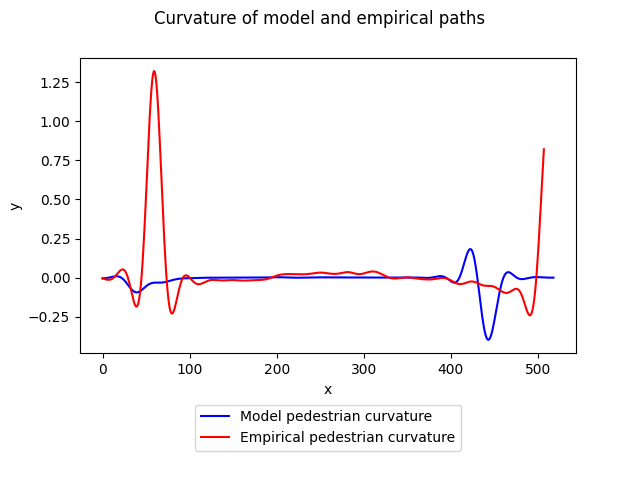 Curvature of model and empirical paths
1.25
1.00
0.75
0.50
0.25
0.00
−0.25
y
0 100 200 300 400 500
x
Model pedestrian curvature
Empirical pedestrian curvature